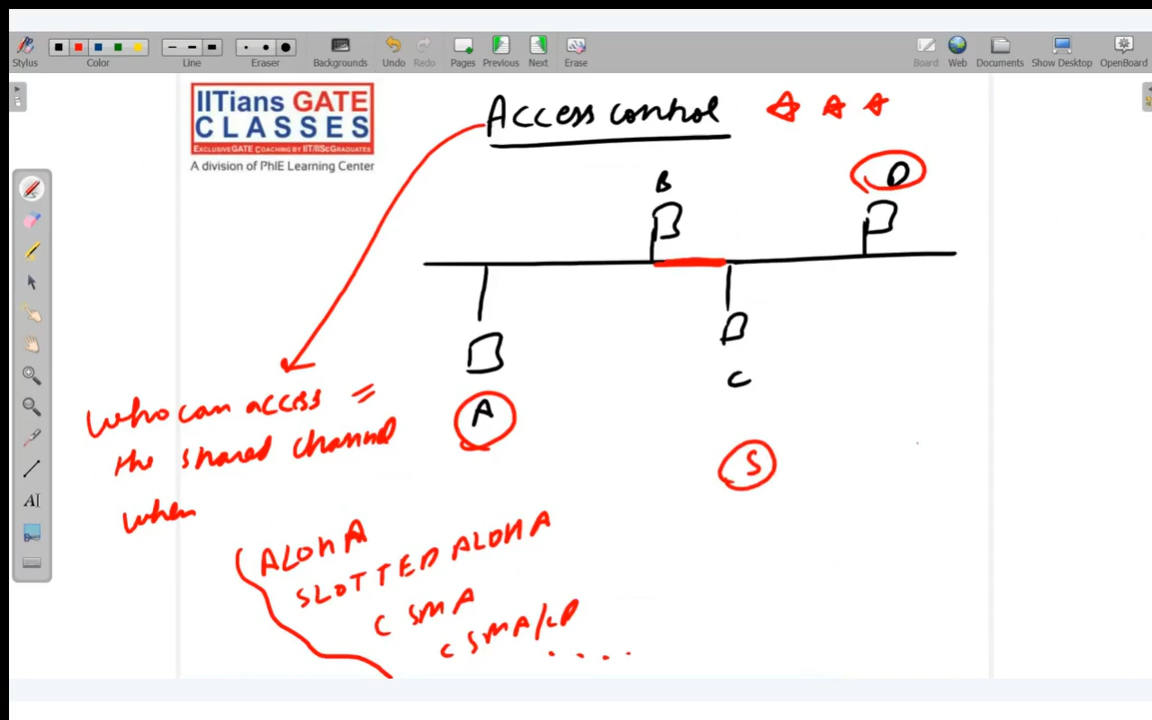 Stylus
Color
Line
Eraser
Backgrounds
Undo
Redo
Pages
Previous
Next
Erase
Board
Web
Documents
Show Desktop
OpenBoard
IITians GATE
CLASSES
EXCLUSIVE GATE COACHING BY IIT/IISc GRADUATES
A division of PhIE Learning Center
Access control
B
D
A
C
S
who can access
the shared channel
when
ALOHA
SLOTTED ALOHA
CSMA
CSMA/CD
. . . .